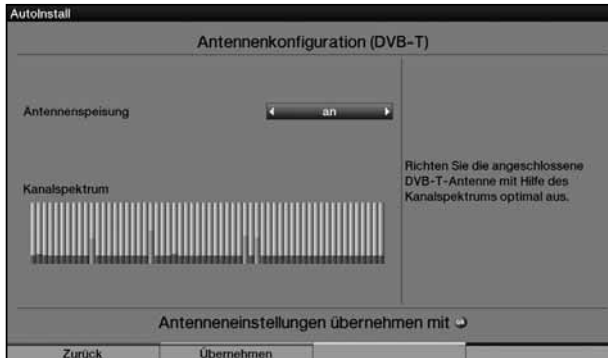 AutoInstall
Antennenkonfiguration (DVB-T)
Antennenspeisung
an
Richten Sie die angeschlossene
DVB-T-Antenne mit Hilfe des
Kanalspektrums optimal aus.
Kanalspektrum
Antenneneinstellungen übernehmen mit
Zurück
Übernehmen